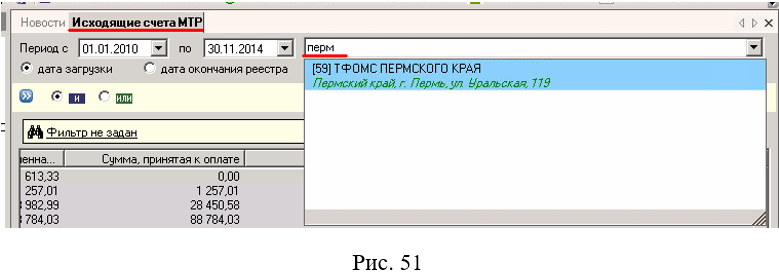 Новости Исходящие счета МТР
Период с 01.01.2010 по 30.11.2014 перм
дата загрузки дата окончания реестра
[59] ТФОМС ПЕРМСКОГО КРАЯ
Пермский край, г. Пермь, ул. Уральская, 119
и или
Фильтр не задан
енна... Сумма, принятая к оплате
613,33 0,00
257,01 1 257,01
982,99 28 450,58
784,03 88 784,03
Рис. 51